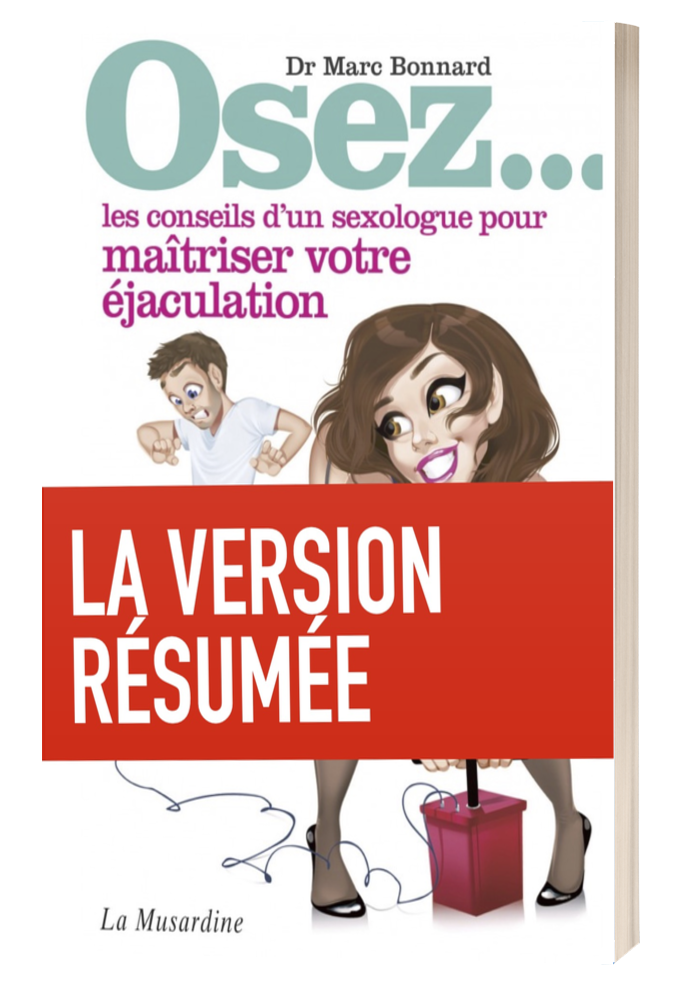 Dr Marc Bonnard
Osez...
les conseils d'un sexologue pour
maîtriser votre
éjaculation
LA VERSION
RÉSUMÉE
La Musardine